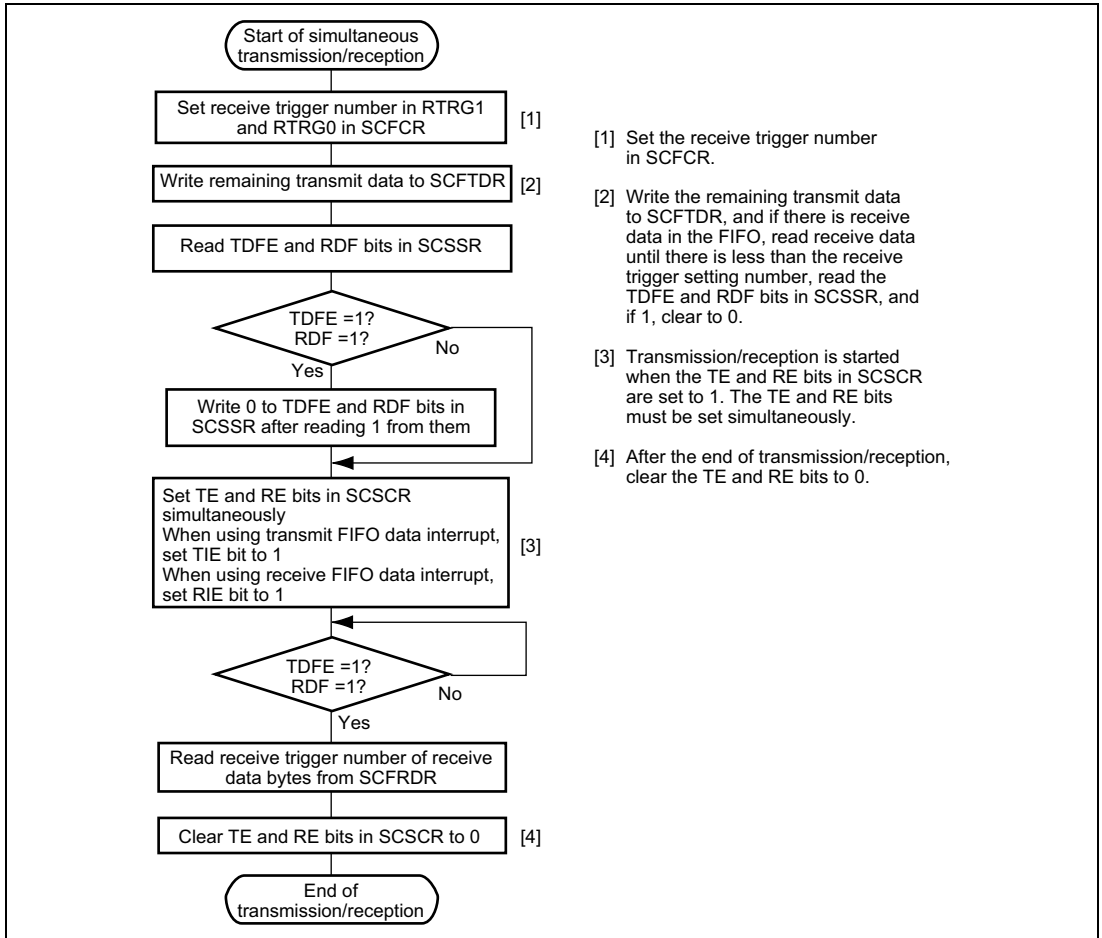 Start of simultaneous
transmission/reception
Set receive trigger number in RTRG1
and RTRG0 in SCFCR
[1]
Write remaining transmit data to SCFTDR
[2]
Read TDFE and RDF bits in SCSSR
TDFE =1?
RDF =1?
No
Yes
Write 0 to TDFE and RDF bits in
SCSSR after reading 1 from them
Set TE and RE bits in SCSCR
simultaneously
When using transmit FIFO data interrupt,
set TIE bit to 1
When using receive FIFO data interrupt,
set RIE bit to 1
[3]
TDFE =1?
RDF =1?
No
Yes
Read receive trigger number of receive
data bytes from SCFRDR
Clear TE and RE bits in SCSCR to 0
[4]
End of
transmission/reception
[1] Set the receive trigger number
in SCFCR.
[2] Write the remaining transmit data
to SCFTDR, and if there is receive
data in the FIFO, read receive data
until there is less than the receive
trigger setting number, read the
TDFE and RDF bits in SCSSR, and
if 1, clear to 0.
[3] Transmission/reception is started
when the TE and RE bits in SCSCR
are set to 1. The TE and RE bits
must be set simultaneously.
[4] After the end of transmission/reception,
clear the TE and RE bits to 0.